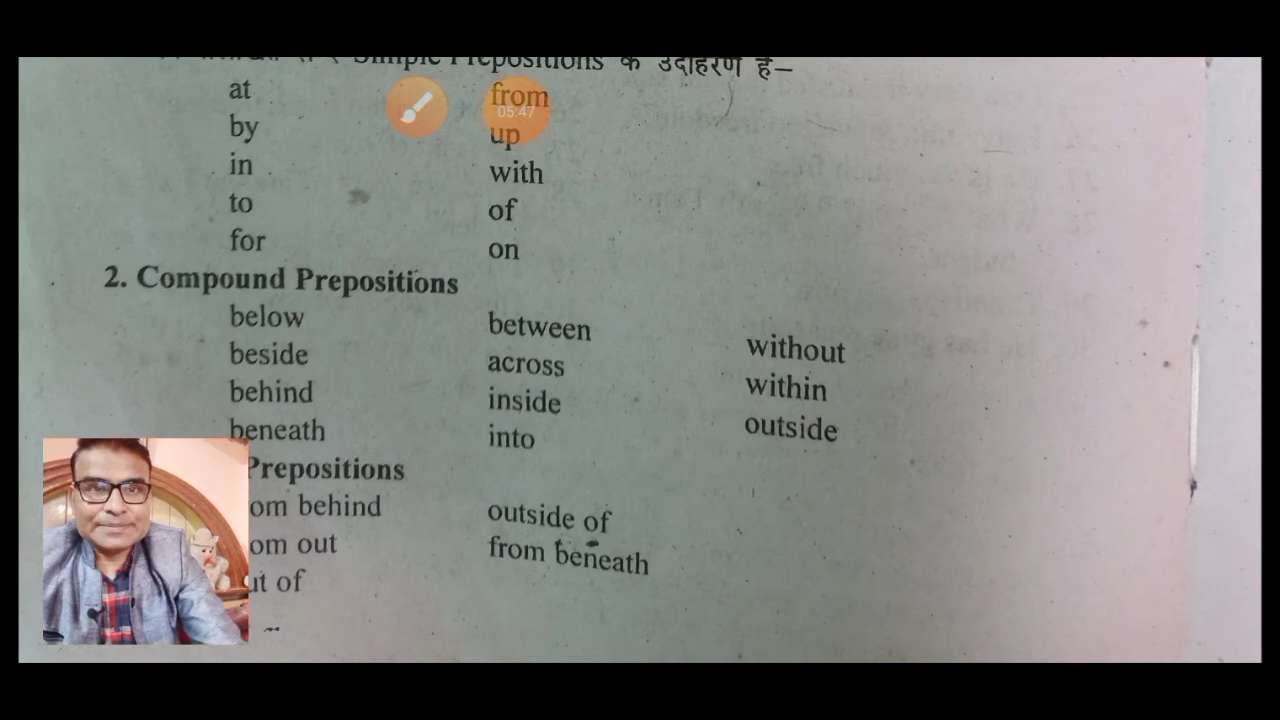 Simple Prepositions के उदाहरण हैं—
at from
by up
in with
to of
for on
05:47
2. Compound Prepositions
below between without
beside across within
behind inside outside
beneath into
Prepositions
om behind outside of
om out from beneath
ut of